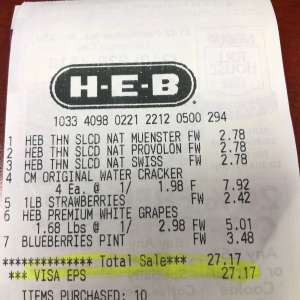 H-E-B
1033 4098 0221 2212 0500 294
1 HEB THN SLCD NAT MUENSTER FW 2.78
2 HEB THN SLCD NAT PROVOLON FW 2.78
3 HEB THN SLCD NAT SWISS FW 2.78
4 CM ORIGINAL WATER CRACKER
4 Ea. @ 1/ 1.98 F 7.92
5 1LB STRAWBERRIES FW 2.42
6 HEB PREMIUM WHITE GRAPES
1.68 Lbs @ 1/ 2.98 FW 5.01
7 BLUEBERRIES PINT FW 3.48
************** Total Sale*** 27.17
*** VISA EPS 27.17
ITEMS PURCHASED: 10